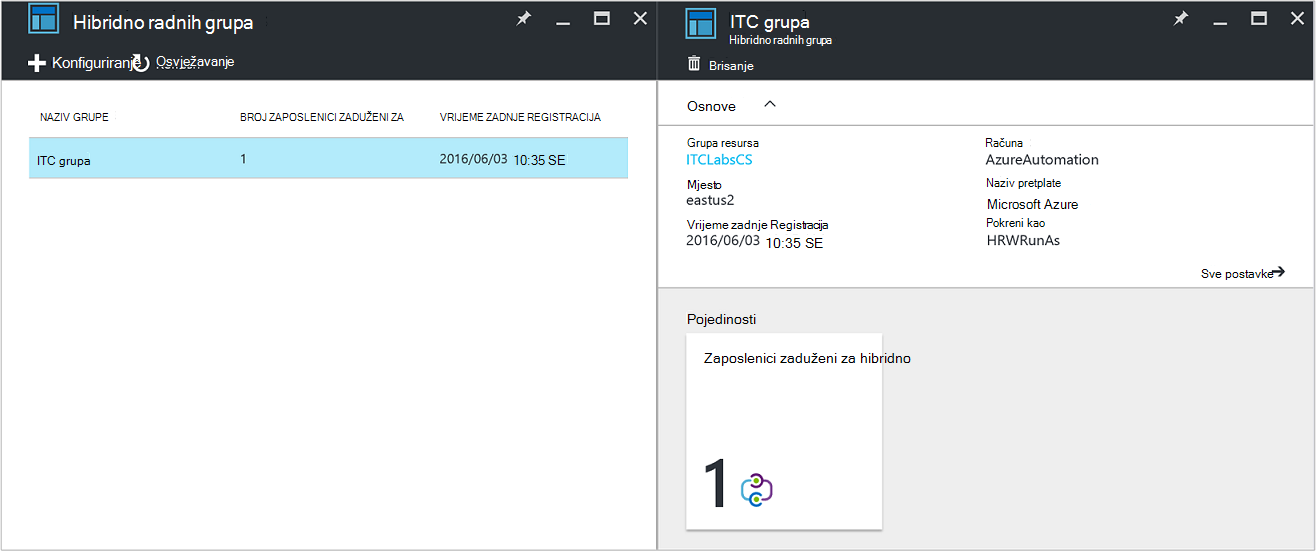 Hibridno radnih grupa
Konfiguriranje Osvježavanje
NAZIV GRUPE BROJ ZAPOSLENICI ZADUŽENI ZA VRIJEME ZADNJE REGISTRACIJA
ITC grupa 1 2016/06/03 10:35 SE
ITC grupa
Hibridno radnih grupa
Brisanje
Osnove
Grupa resursa
ITCLabsCS
Mjesto
eastus2
Vrijeme zadnje Registracija
2016/06/03 10:35 SE
Računa
AzureAutomation
Naziv pretplate
Microsoft Azure
Pokreni kao
HRWRunAs
Sve postavke
Pojedinosti
Zaposlenici zaduženi za hibridno
1